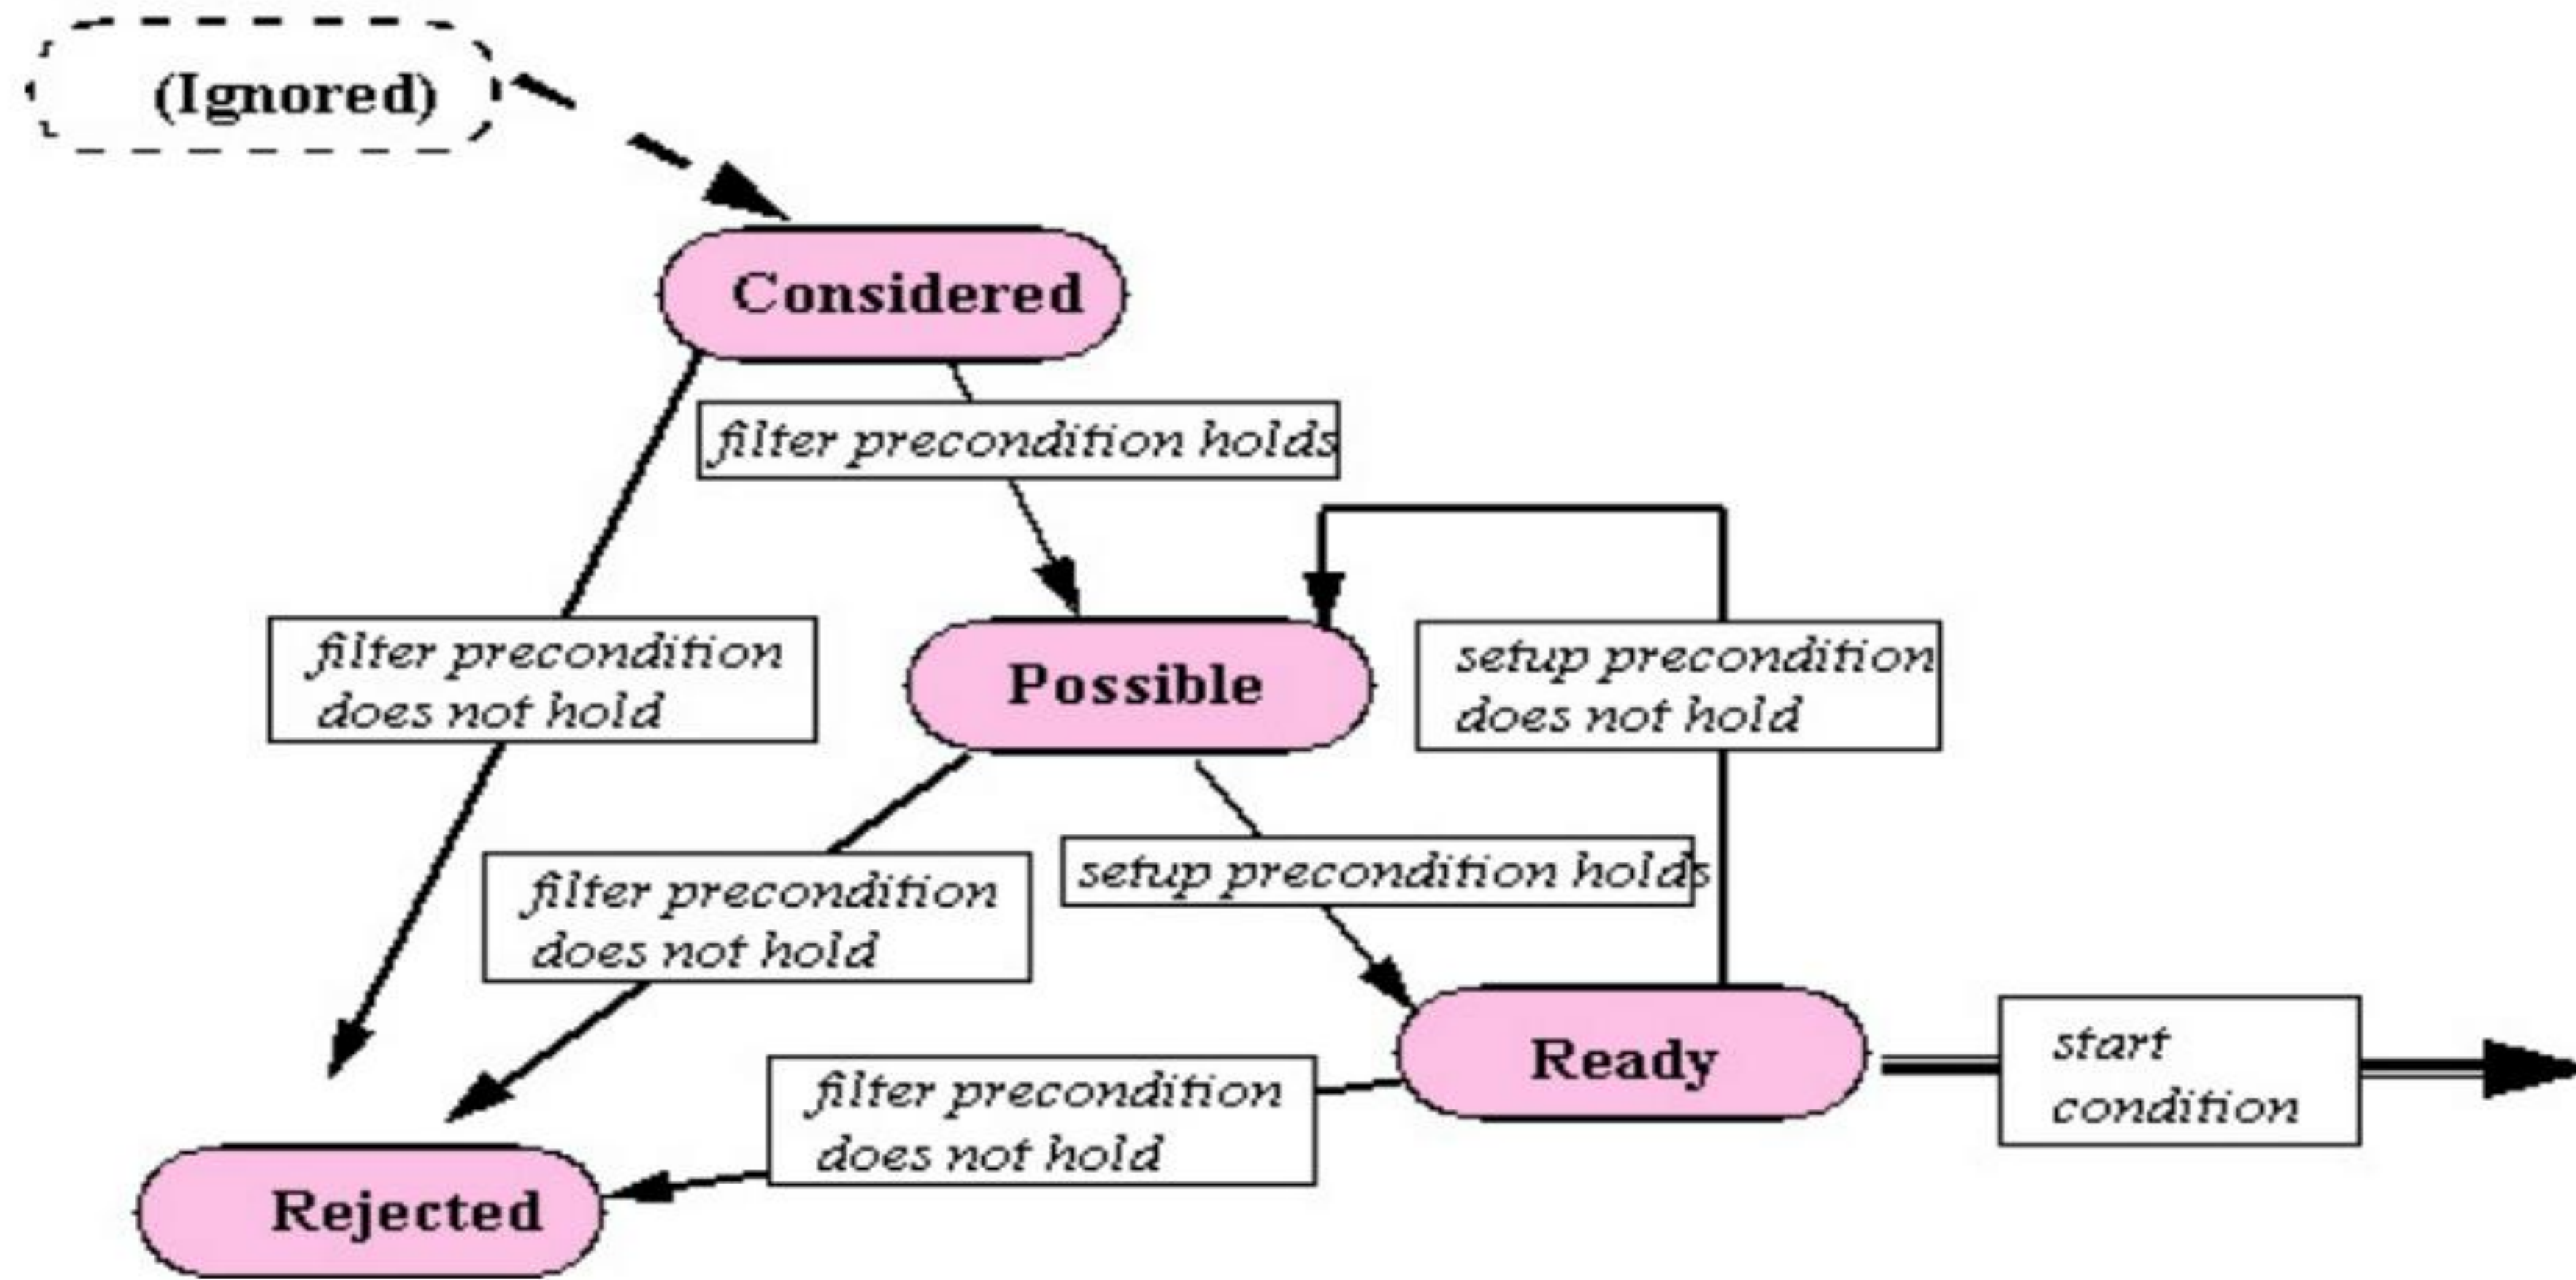 (Ignored)
Considered
filter precondition holds
filter precondition
does not hold
Possible
setup precondition
does not hold
filter precondition
does not hold
setup precondition holds
Ready
start
condition
filter precondition
does not hold
Rejected